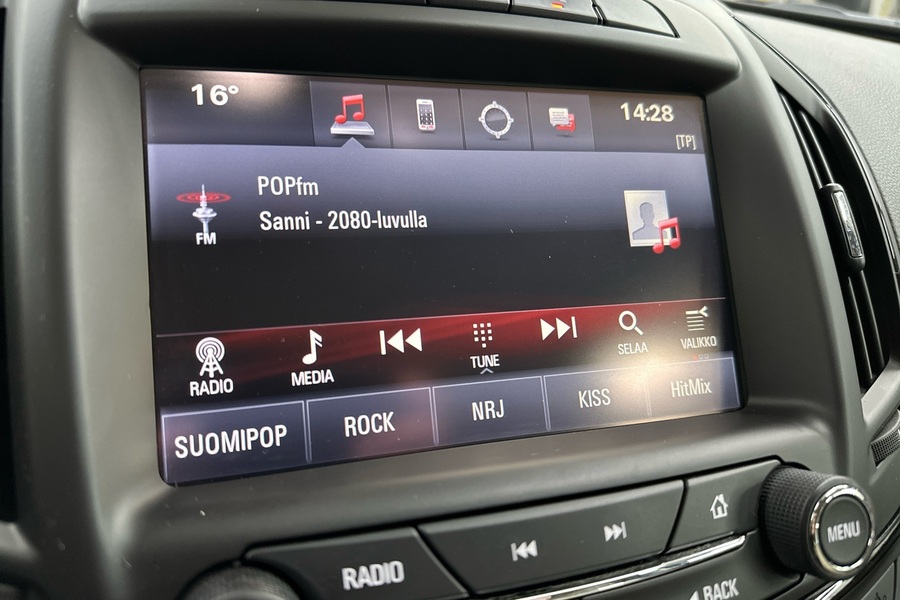 16°
14:28
[TP]
POPfm
Sanni - 2080-luvulla
FM
RADIO
MEDIA
TUNE
SELAA
VALIKKO
SUOMIPOP
ROCK
NRJ
KISS
HitMix
RADIO
MENU
BACK